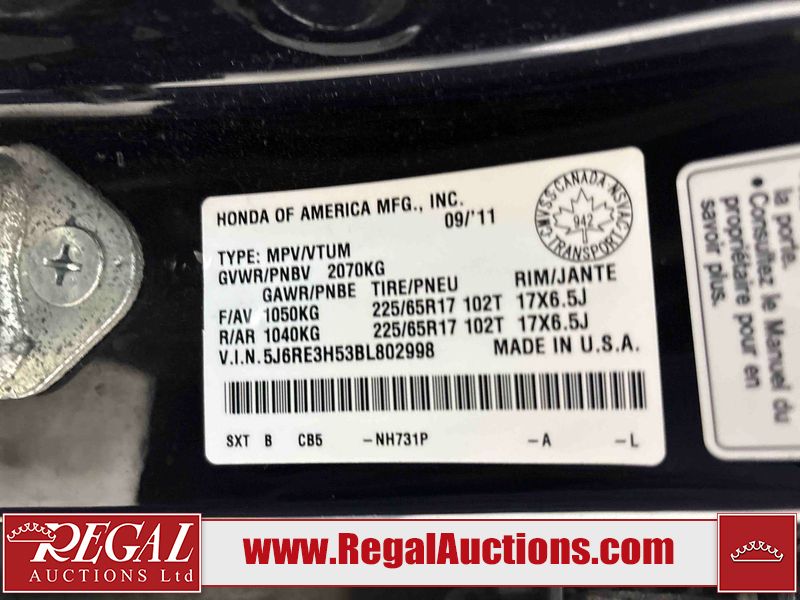 HONDA OF AMERICA MFG., INC.
09/'11
TYPE: MPV/VTUM
GVWR/PNBV 2070KG
GAWR/PNBE TIRE/PNEU RIM/JANTE
F/AV 1050KG 225/65R17 102T 17X6.5J
R/AR 1040KG 225/65R17 102T 17X6.5J
V.I.N.5J6RE3H53BL802998 MADE IN U.S.A.
SXT B CB5 -NH731P -A -L
CMVSS-CANADA-NSVAC
942
TRANSPORT
la porte.
• Consultez le Manuel du
propriétaire pour en
savoir plus.
REGAL
AUCTIONS Ltd
www.RegalAuctions.com